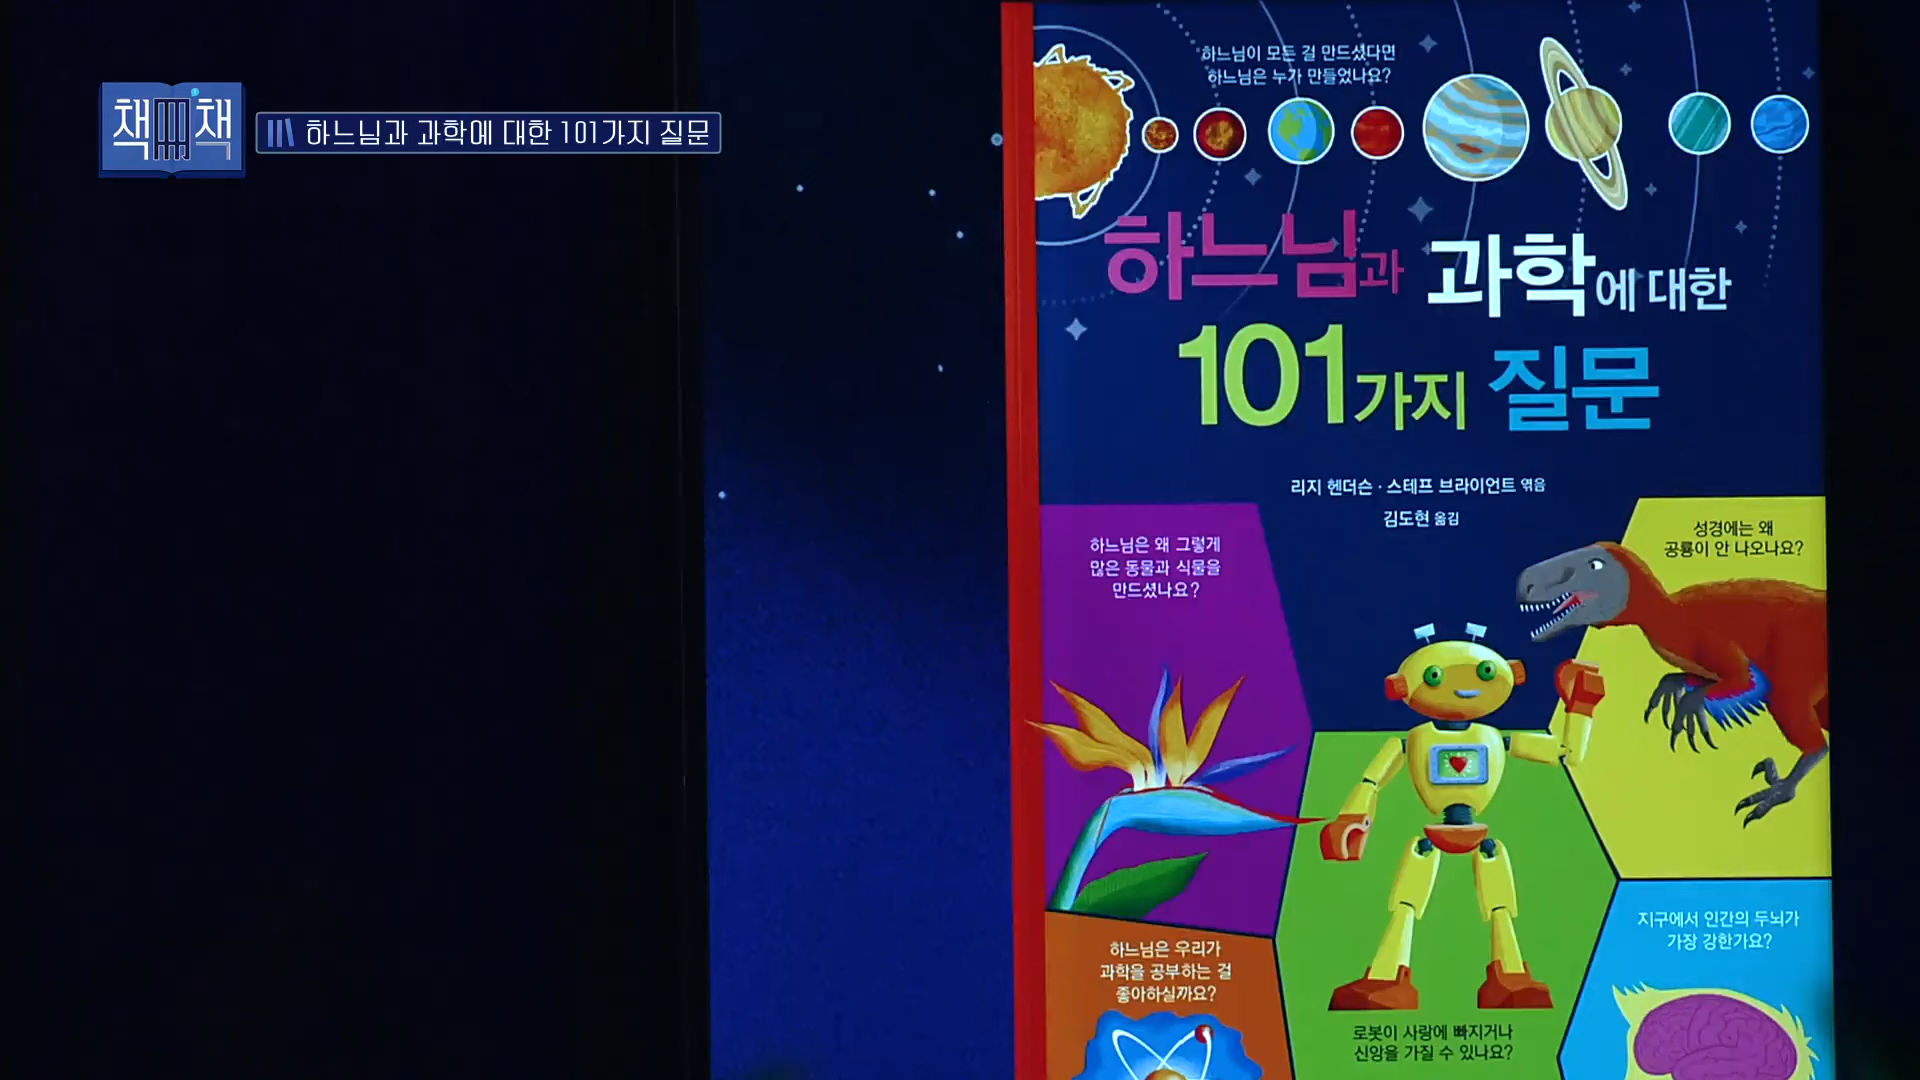 책冊책
하느님과 과학에 대한 101가지 질문
하느님이 모든 걸 만드셨다면
하느님은 누가 만들었나요?
하느님과 과학에 대한
101가지 질문
리지 헨더슨 · 스테프 브라이언트 엮음
김도현 옮김
하느님은 왜 그렇게
많은 동물과 식물을
만드셨나요?
성경에는 왜
공룡이 안 나오나요?
지구에서 인간의 두뇌가
가장 강한가요?
하느님은 우리가
과학을 공부하는 걸
좋아하실까요?
로봇이 사랑에 빠지거나
신앙을 가질 수 있나요?